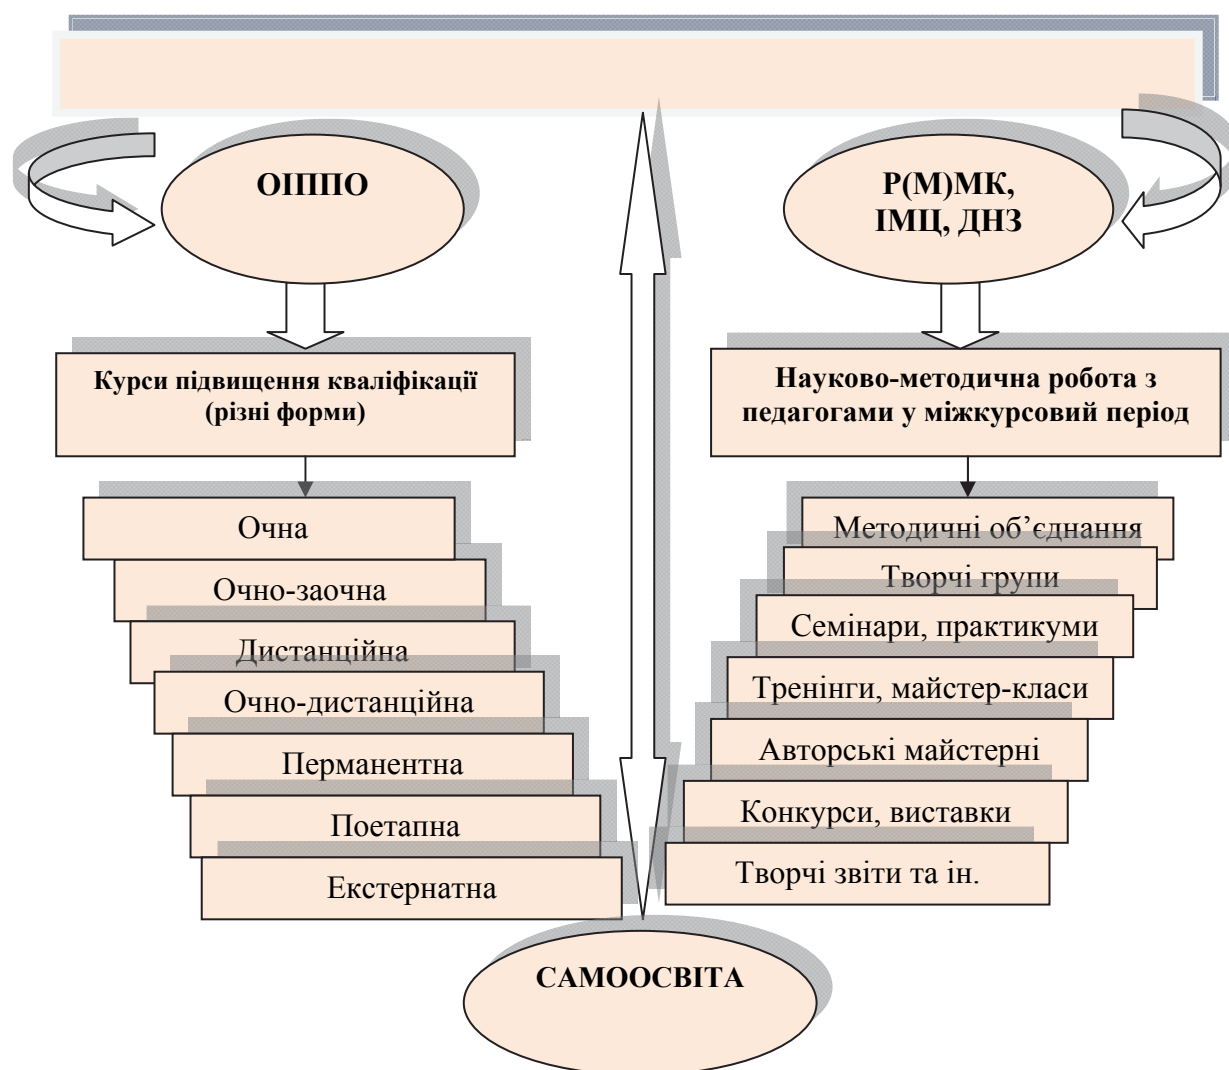 ОІППО
Р(М)МК,
ІМЦ, ДНЗ
Курси підвищення кваліфікації
(різні форми)
Науково-методична робота з
педагогами у міжкурсовий період
Очна
Очно-заочна
Дистанційна
Очно-дистанційна
Перманентна
Поетапна
Екстернатна
Методичні об’єднання
Творчі групи
Семінари, практикуми
Тренінги, майстер-класи
Авторські майстерні
Конкурси, виставки
Творчі звіти та ін.
САМООСВІТА